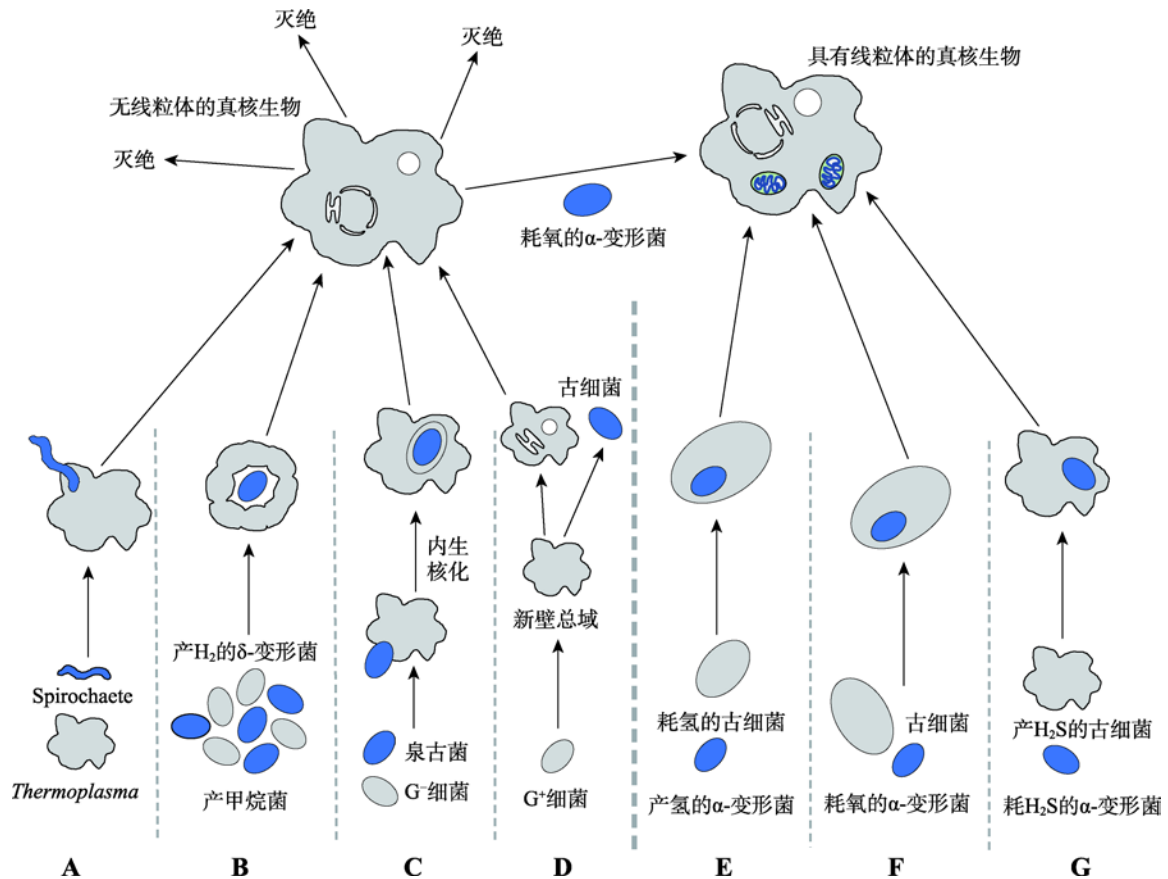 灭绝
灭绝
具有线粒体的真核生物
无线粒体的真核生物
灭绝
耗氧的α-变形菌
古细菌
内生
核化
新壁总域
产H₂的δ-变形菌
Spirochaete
Thermoplasma
产甲烷菌
泉古菌
G⁻细菌
G⁺细菌
耗氢的古细菌
产氢的α-变形菌
古细菌
耗氧的α-变形菌
产H₂S的古细菌
耗H₂S的α-变形菌
A B C D E F G